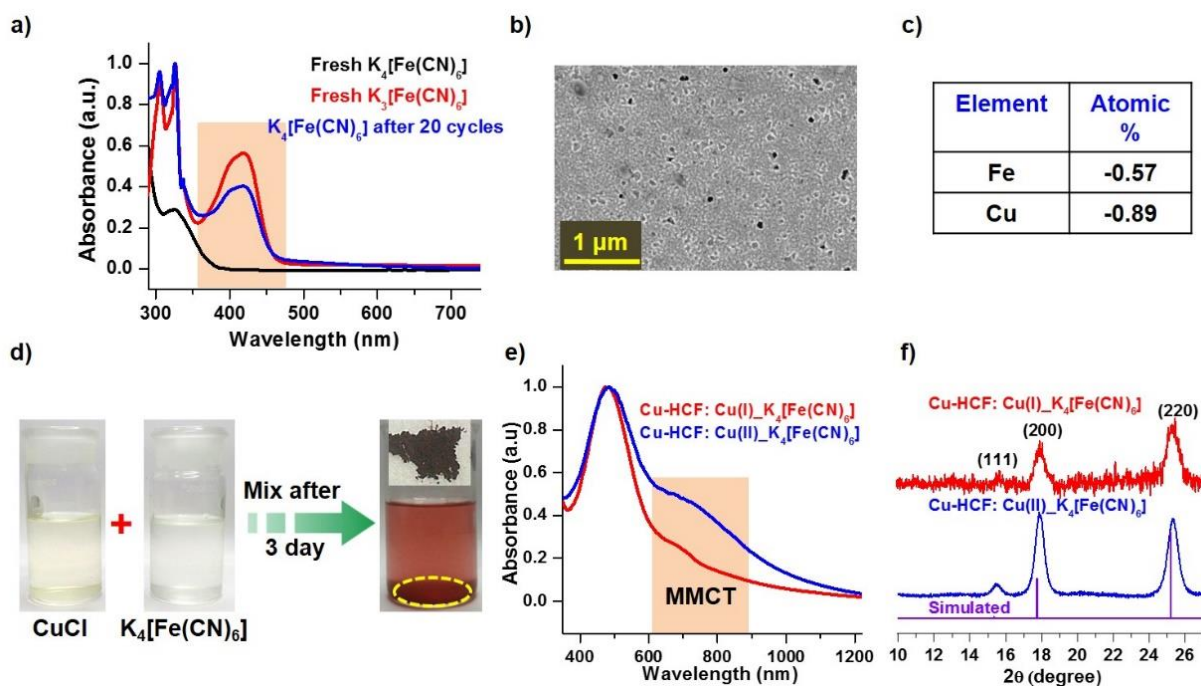 a)
Absorbance (a.u.)
1.0
0.8
0.6
0.4
0.2
0.0
Fresh K₄[Fe(CN)₆]
Fresh K₃[Fe(CN)₆]
K₄[Fe(CN)₆] after 20 cycles
300 400 500 600 700
Wavelength (nm)
b)
1 µm
c)
Element Atomic %
Fe -0.57
Cu -0.89
d)
+
Mix after
3 day
CuCl K₄[Fe(CN)₆]
e)
Absorbance (a.u)
1.0
0.8
0.6
0.4
0.2
0.0
Cu-HCF: Cu(I)_K₄[Fe(CN)₆]
Cu-HCF: Cu(II)_K₄[Fe(CN)₆]
MMCT
400 600 800 1000 1200
Wavelength (nm)
f)
Cu-HCF: Cu(I)_K₄[Fe(CN)₆]
(111) (200) (220)
Cu-HCF: Cu(II)_K₄[Fe(CN)₆]
Simulated
10 12 14 16 18 20 22 24 26
2θ (degree)